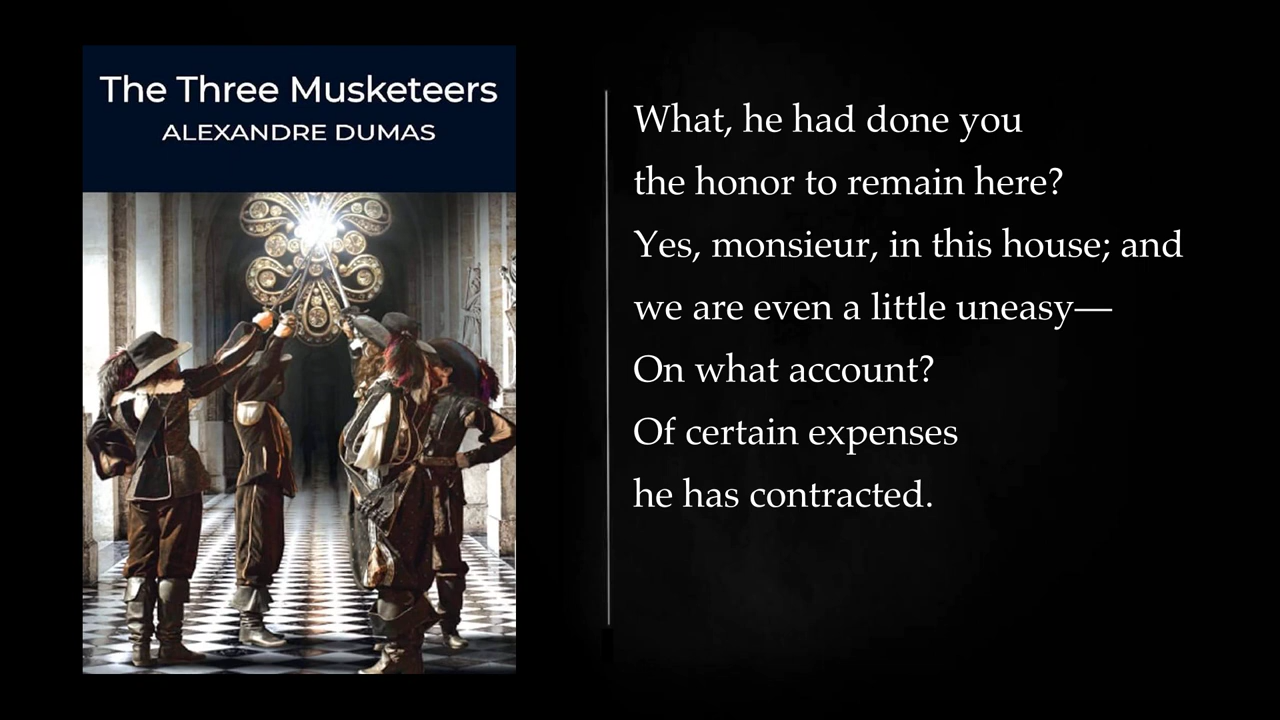 The Three Musketeers
ALEXANDRE DUMAS
What, he had done you
the honor to remain here?
Yes, monsieur, in this house; and
we are even a little uneasy—
On what account?
Of certain expenses
he has contracted.